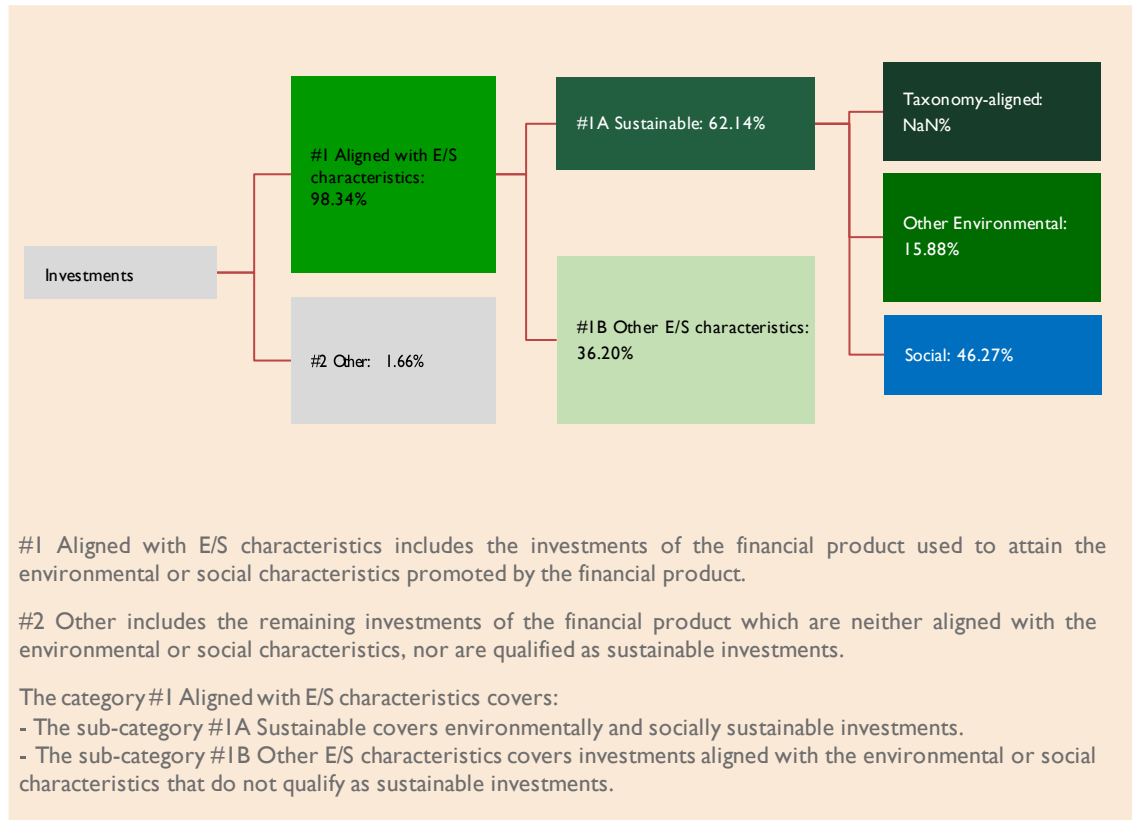 Investments
#1 Aligned with E/S
characteristics:
98.34%
#2 Other: 1.66%
#1A Sustainable: 62.14%
#1B Other E/S characteristics:
36.20%
Taxonomy-aligned:
NaN%
Other Environmental:
15.88%
Social: 46.27%
#1 Aligned with E/S characteristics includes the investments of the financial product used to attain the
environmental or social characteristics promoted by the financial product.
#2 Other includes the remaining investments of the financial product which are neither aligned with the
environmental or social characteristics, nor are qualified as sustainable investments.
The category #1 Aligned with E/S characteristics covers:
- The sub-category #1A Sustainable covers environmentally and socially sustainable investments.
- The sub-category #1B Other E/S characteristics covers investments aligned with the environmental or social
characteristics that do not qualify as sustainable investments.